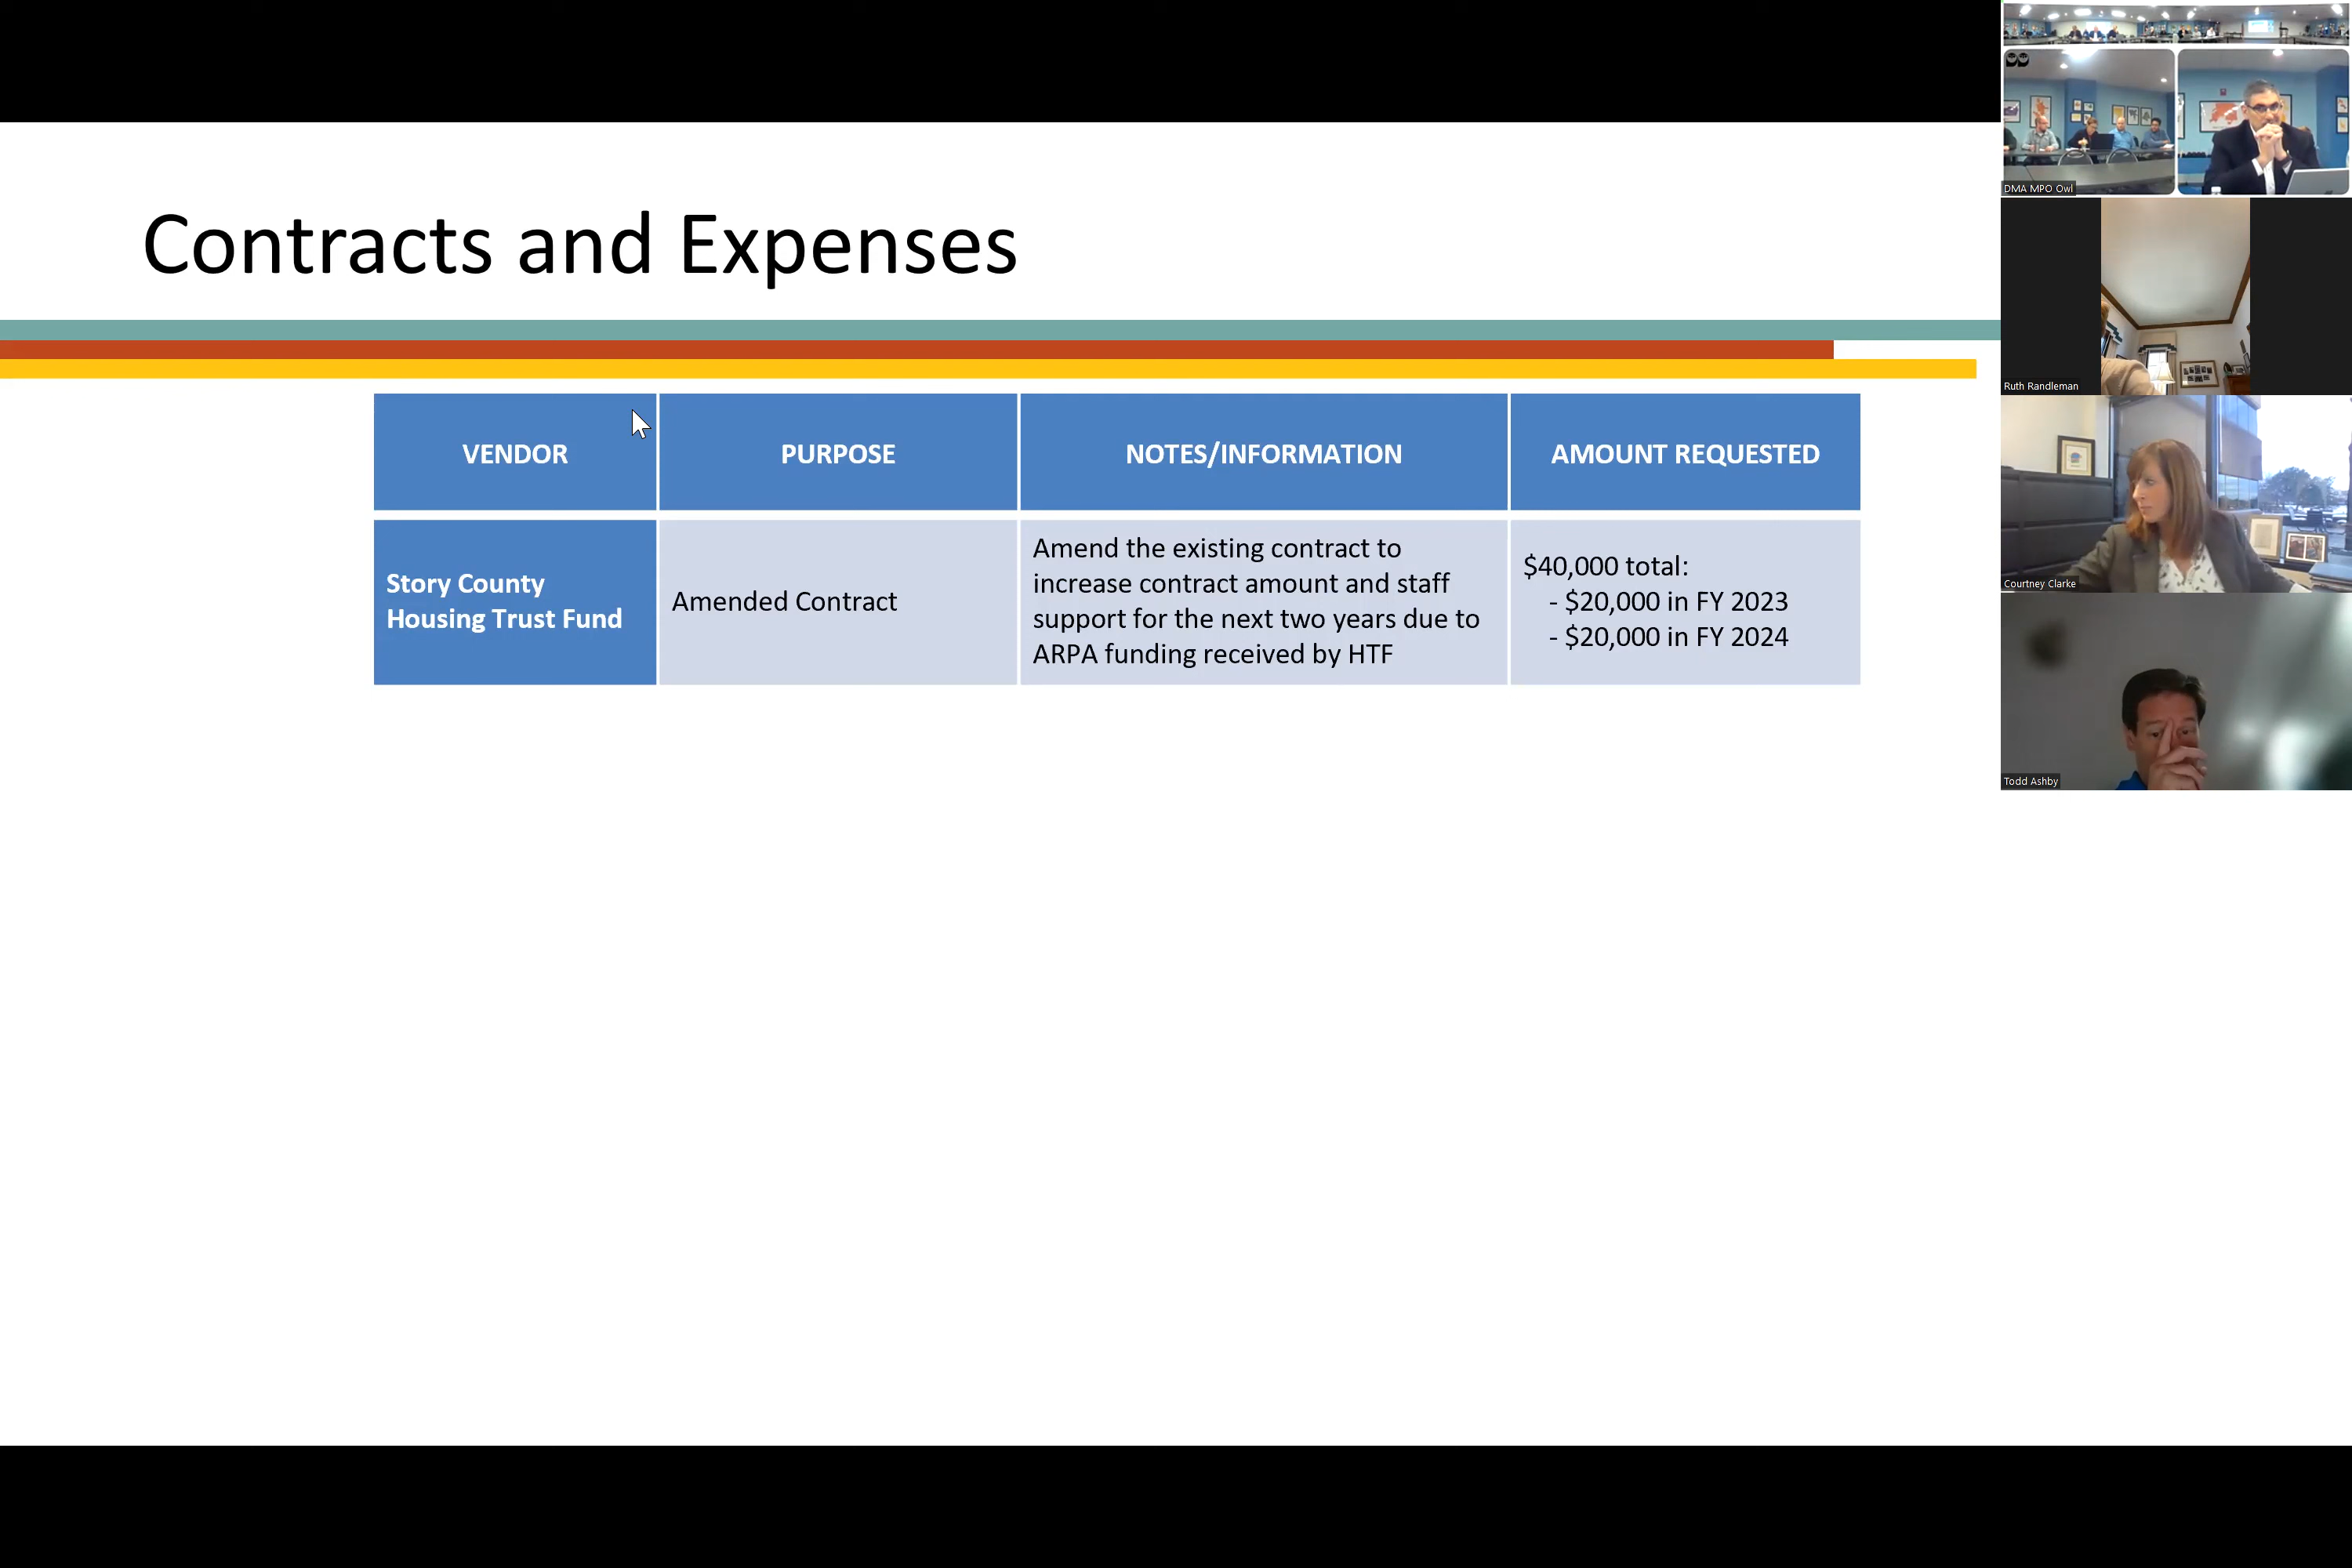 Contracts and Expenses
VENDOR
PURPOSE
NOTES/INFORMATION
AMOUNT REQUESTED
Story County
Housing Trust Fund
Amended Contract
Amend the existing contract to
increase contract amount and staff
support for the next two years due to
ARPA funding received by HTF
$40,000 total:
- $20,000 in FY 2023
- $20,000 in FY 2024
DMA MPO Owl
Ruth Randleman
Courtney Clarke
Todd Ashby